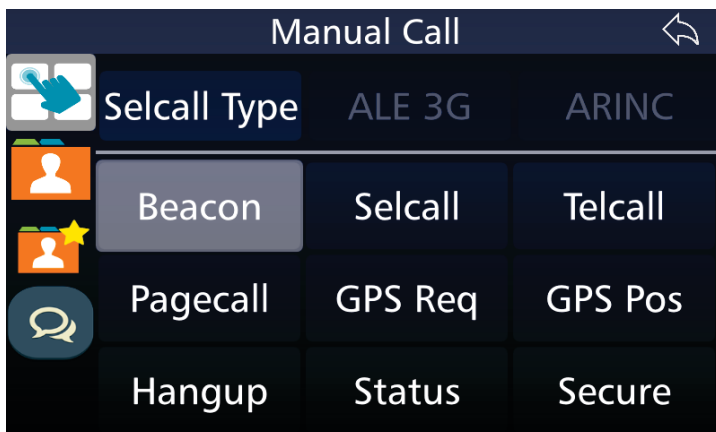 Manual Call
Selcall Type ALE 3G ARINC
Beacon Selcall Telcall
Pagecall GPS Req GPS Pos
Hangup Status Secure